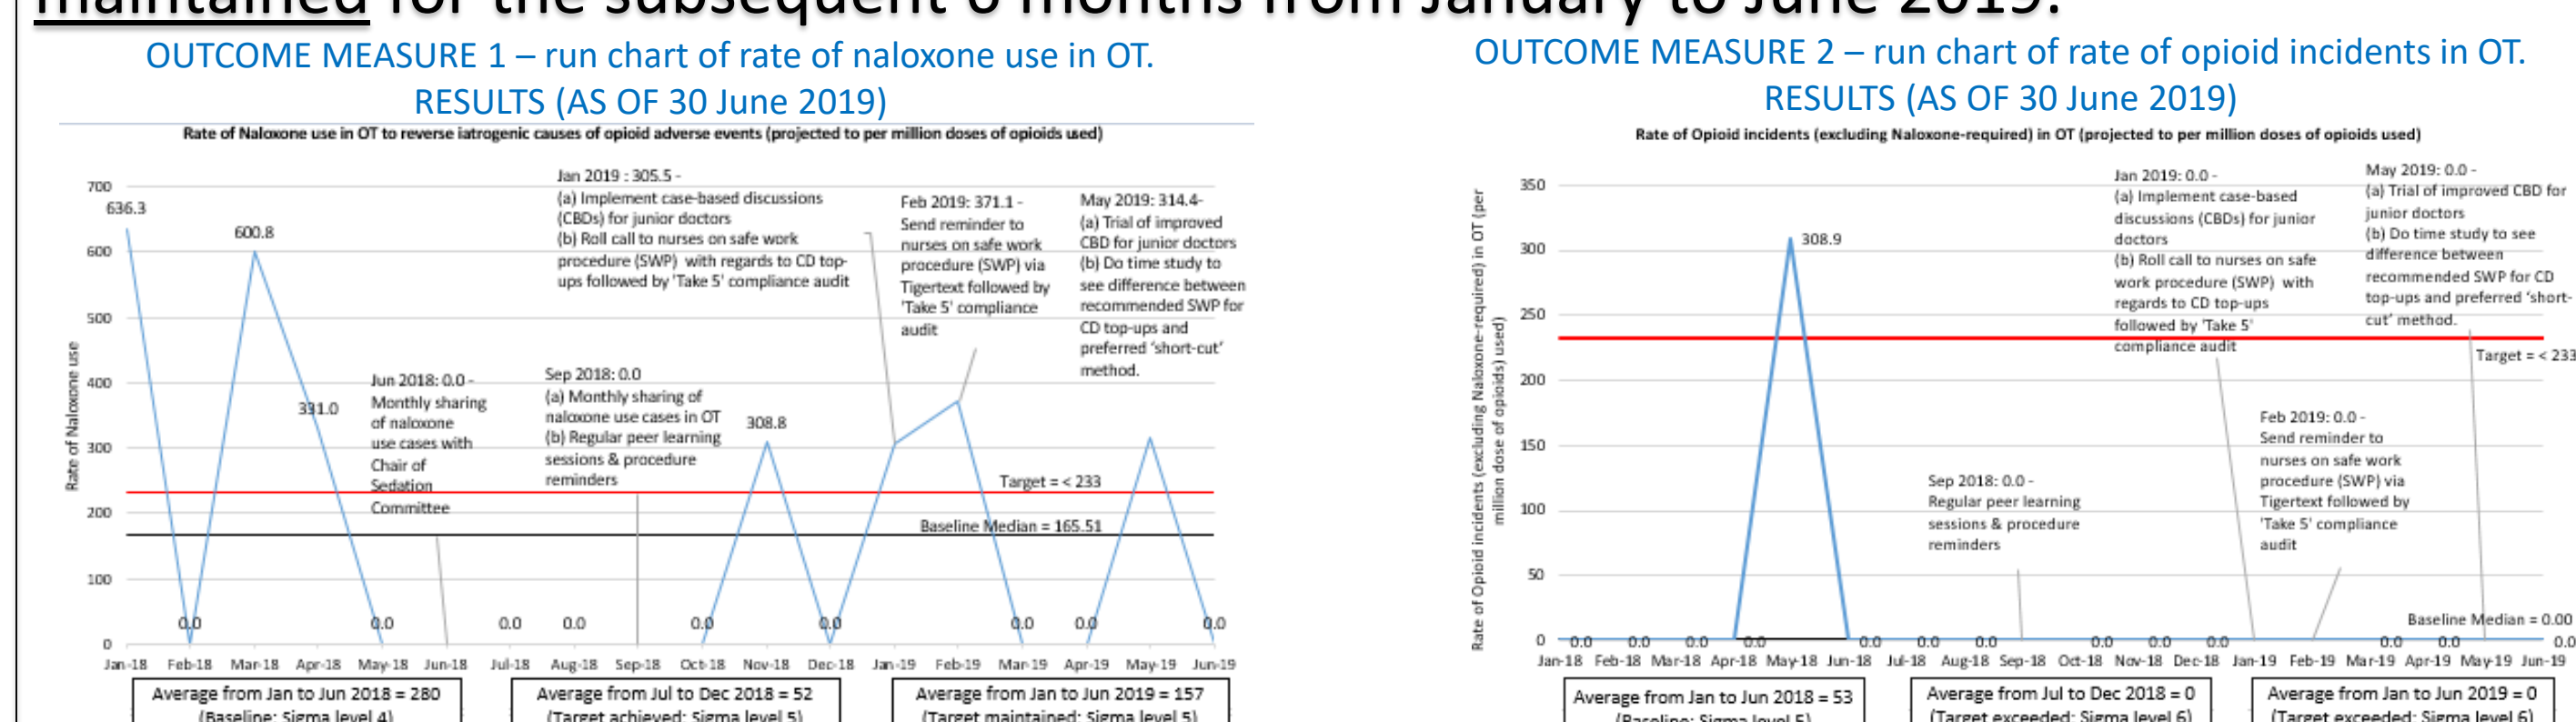 maintained for the subsequent 6 months from January to June 2019.
OUTCOME MEASURE 1 – run chart of rate of naloxone use in OT.
RESULTS (AS OF 30 June 2019)
Rate of Naloxone use in OT to reverse iatrogenic causes of opioid adverse events (projected to per million doses of opioids used)
Rate of Naloxone use
700
600
500
400
300
200
100
0
636.3
0.0
600.8
331.0
0.0
0.0
0.0
0.0
308.8
0.0
0.0
0.0
0.0
Jun 2018: 0.0 -
Monthly sharing
of naloxone
use cases with
Chair of
Sedation
Committee
Sep 2018: 0.0
(a) Monthly sharing of
naloxone use cases in OT
(b) Regular peer learning
sessions & procedure
reminders
Jan 2019 : 305.5 -
(a) Implement case-based discussions
(CBDs) for junior doctors
(b) Roll call to nurses on safe work
procedure (SWP) with regards to CD top-
ups followed by 'Take 5' compliance audit
Feb 2019: 371.1 -
Send reminder to
nurses on safe work
procedure (SWP) via
Tigertext followed by
'Take 5' compliance
audit
May 2019: 314.4-
(a) Trial of improved
CBD for junior doctors
(b) Do time study to
see difference between
recommended SWP for
CD top-ups and
preferred 'short-cut'
method.
Target = < 233
Baseline Median = 165.51
Jan-18 Feb-18 Mar-18 Apr-18 May-18 Jun-18 Jul-18 Aug-18 Sep-18 Oct-18 Nov-18 Dec-18 Jan-19 Feb-19 Mar-19 Apr-19 May-19 Jun-19
Average from Jan to Jun 2018 = 280
(Baseline: Sigma level 4)
Average from Jul to Dec 2018 = 52
(Target achieved: Sigma level 5)
Average from Jan to Jun 2019 = 157
(Target maintained: Sigma level 5)
OUTCOME MEASURE 2 – run chart of rate of opioid incidents in OT.
RESULTS (AS OF 30 June 2019)
Rate of Opioid incidents (excluding Naloxone-required) in OT (projected to per million doses of opioids used)
Rate of Opioid incidents (excluding Naloxone-required) in OT (per
million dose of opioids) used)
350
300
250
200
150
100
50
0
308.9
Sep 2018: 0.0 -
Regular peer learning
sessions & procedure
reminders
Jan 2019: 0.0 -
(a) Implement case-based
discussions (CBDs) for junior
doctors
(b) Roll call to nurses on safe
work procedure (SWP) with
regards to CD top-ups
followed by 'Take 5'
compliance audit
Feb 2019: 0.0 -
Send reminder to
nurses on safe work
procedure (SWP) via
Tigertext followed by
'Take 5' compliance
audit
May 2019: 0.0 -
(a) Trial of improved CBD for
junior doctors
(b) Do time study to see
difference between
recommended SWP for CD
top-ups and preferred 'short-
cut' method.
Target = < 233
Baseline Median = 0.00
0.0 0.0 0.0 0.0 0.0 0.0 0.0 0.0 0.0 0.0 0.0 0.0 0.0
Jan-18 Feb-18 Mar-18 Apr-18 May-18 Jun-18 Jul-18 Aug-18 Sep-18 Oct-18 Nov-18 Dec-18 Jan-19 Feb-19 Mar-19 Apr-19 May-19 Jun-19
Average from Jan to Jun 2018 = 53
(Baseline: Sigma level 5)
Average from Jul to Dec 2018 = 0
(Target exceeded: Sigma level 6)
Average from Jan to Jun 2019 = 0
(Target exceeded: Sigma level 6)